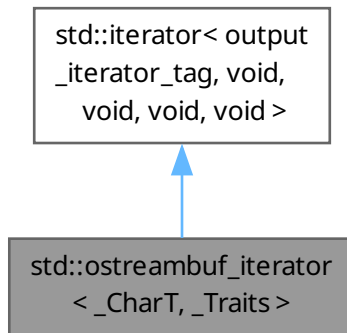 std::iterator< output
_iterator_tag, void,
void, void, void >
std::ostreambuf_iterator
< _CharT, _Traits >